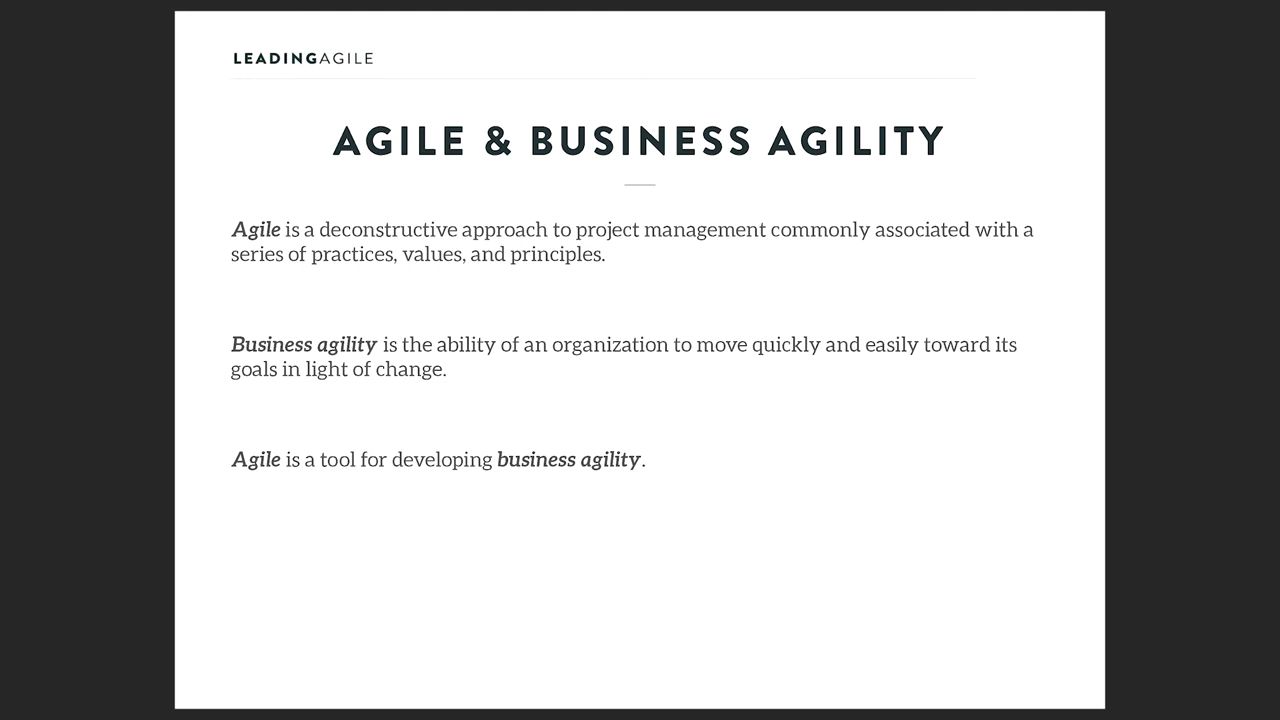 LEADINGAGILE
AGILE & BUSINESS AGILITY
Agile is a deconstructive approach to project management commonly associated with a
series of practices, values, and principles.
Business agility is the ability of an organization to move quickly and easily toward its
goals in light of change.
Agile is a tool for developing business agility.